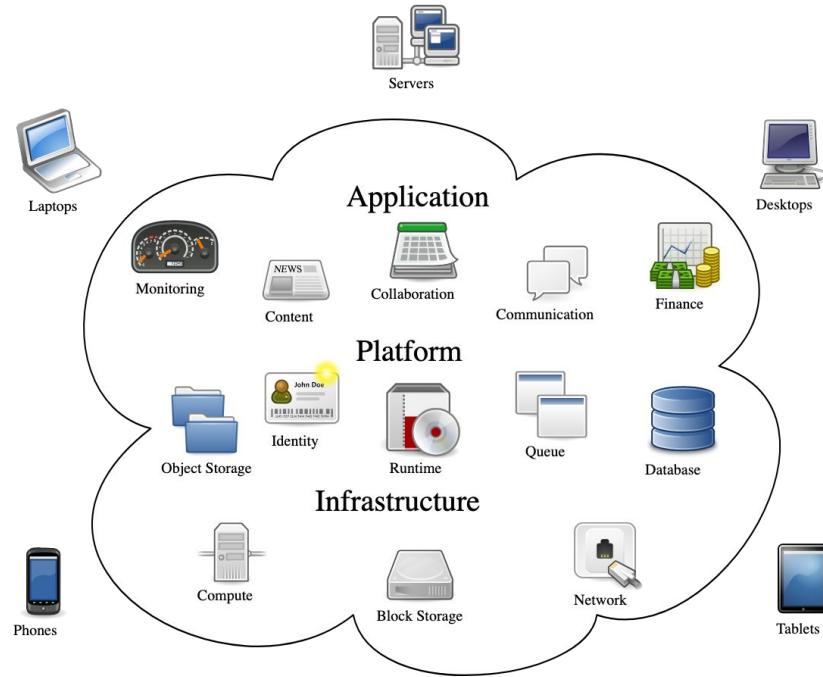 Servers
Laptops
Desktops
Application
Monitoring
NEWS
Content
Collaboration
Communication
Finance
Platform
Object Storage
John Doe
Identity
Runtime
Queue
Database
Infrastructure
Compute
Block Storage
Network
Phones
Tablets